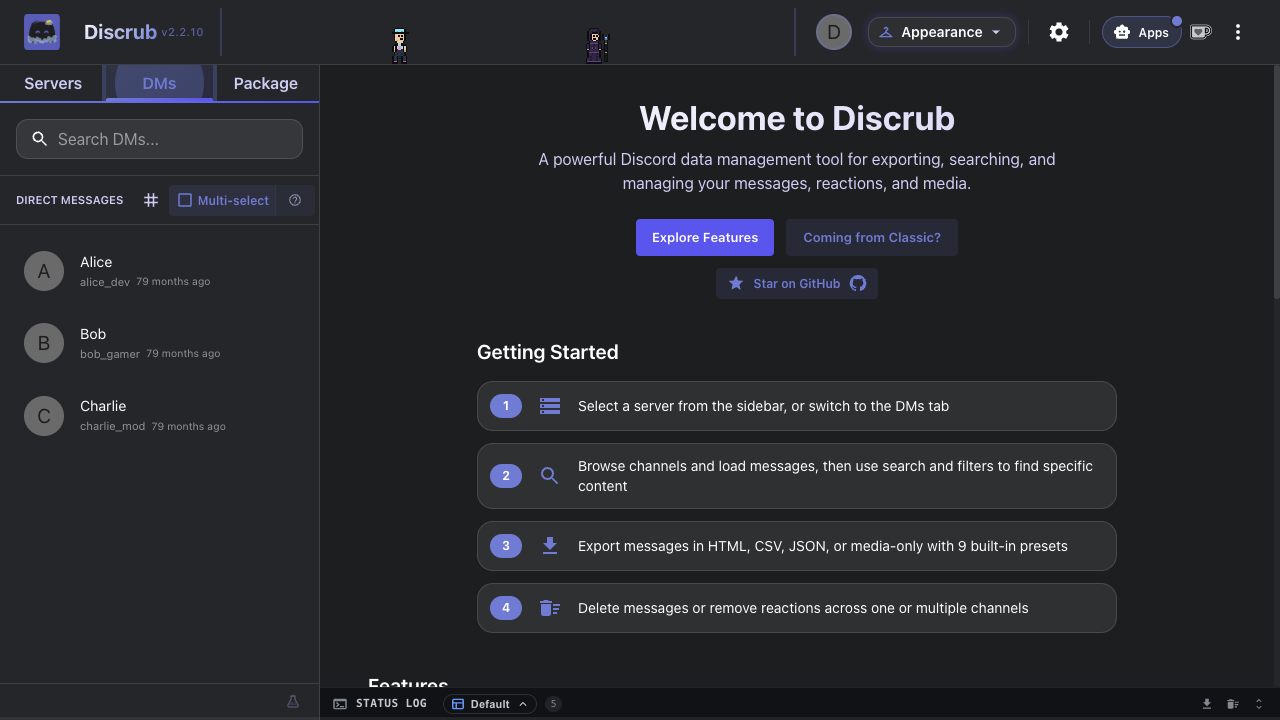 Discrub v2.2.10
D
Appearance
Apps
Servers
DMs
Package
Search DMs...
DIRECT MESSAGES
Multi-select
A
Alice
alice_dev 79 months ago
B
Bob
bob_gamer 79 months ago
C
Charlie
charlie_mod 79 months ago
Welcome to Discrub
A powerful Discord data management tool for exporting, searching, and
managing your messages, reactions, and media.
Explore Features
Coming from Classic?
Star on GitHub
Getting Started
1
Select a server from the sidebar, or switch to the DMs tab
2
Browse channels and load messages, then use search and filters to find specific
content
3
Export messages in HTML, CSV, JSON, or media-only with 9 built-in presets
4
Delete messages or remove reactions across one or multiple channels
Features
STATUS LOG
Default
5